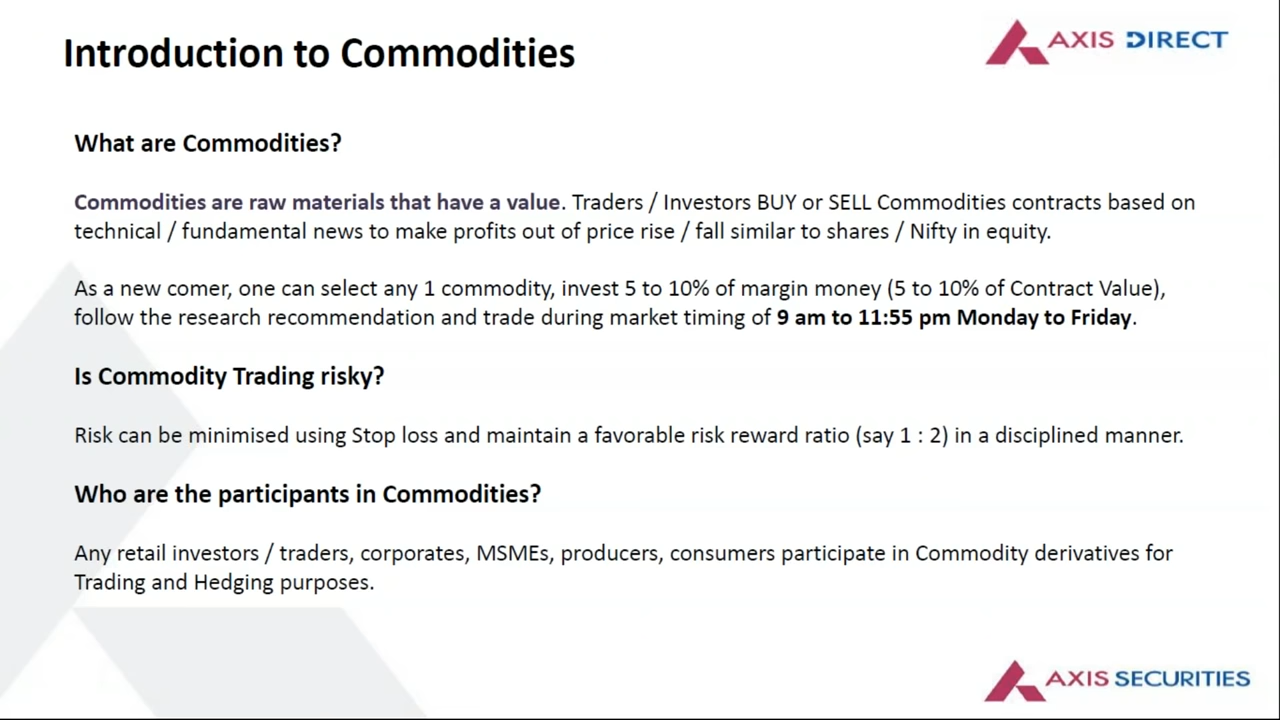 Introduction to Commodities
AXIS DIRECT
What are Commodities?
Commodities are raw materials that have a value. Traders / Investors BUY or SELL Commodities contracts based on
technical / fundamental news to make profits out of price rise / fall similar to shares / Nifty in equity.
As a new comer, one can select any 1 commodity, invest 5 to 10% of margin money (5 to 10% of Contract Value),
follow the research recommendation and trade during market timing of 9 am to 11:55 pm Monday to Friday.
Is Commodity Trading risky?
Risk can be minimised using Stop loss and maintain a favorable risk reward ratio (say 1 : 2) in a disciplined manner.
Who are the participants in Commodities?
Any retail investors / traders, corporates, MSMEs, producers, consumers participate in Commodity derivatives for
Trading and Hedging purposes.
AXIS SECURITIES